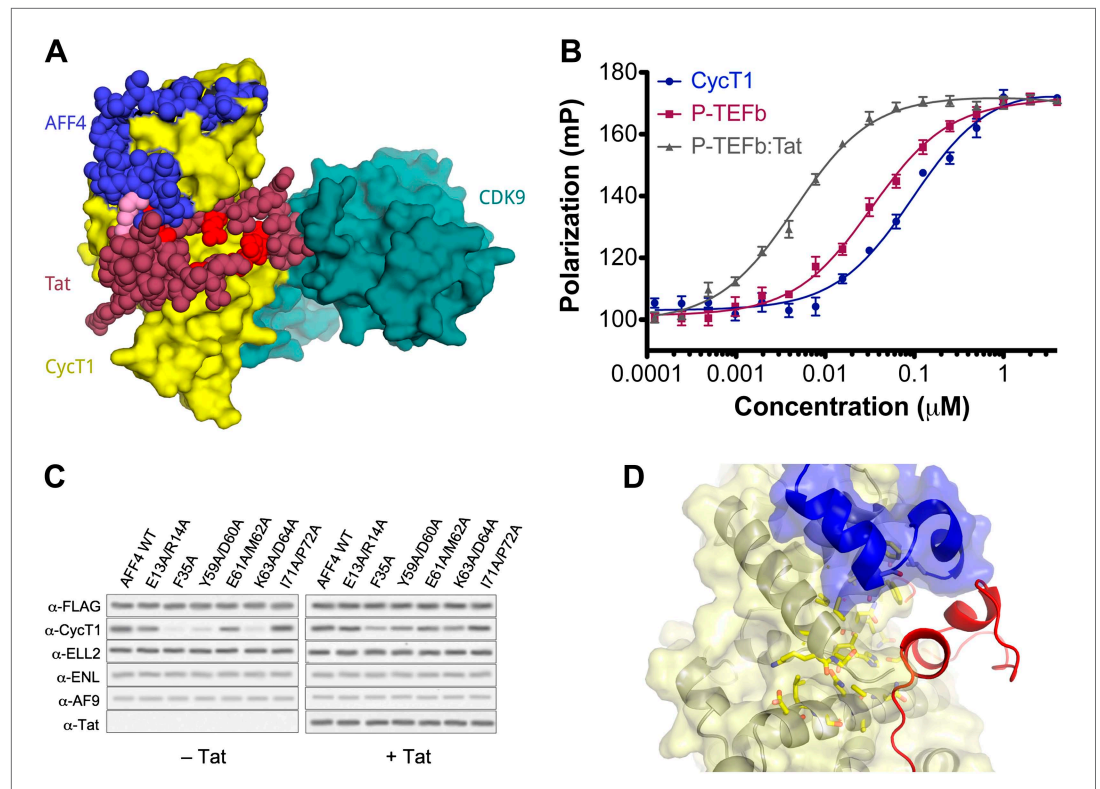 A
AFF4
CDK9
Tat
CycT1
B
180
160
140
120
100
Polarization (mP)
CycT1
P-TEFb
P-TEFb:Tat
0.0001 0.001 0.01 0.1 1
Concentration (μM)
C
AFF4 WT
E13A/R14A
F35A
Y59A/D60A
E61A/M62A
K63A/D64A
I71A/P72A
AFF4 WT
E13A/R14A
F35A
Y59A/D60A
E61A/M62A
K63A/D64A
I71A/P72A
α-FLAG
α-CycT1
α-ELL2
α-ENL
α-AF9
α-Tat
– Tat
+ Tat
D